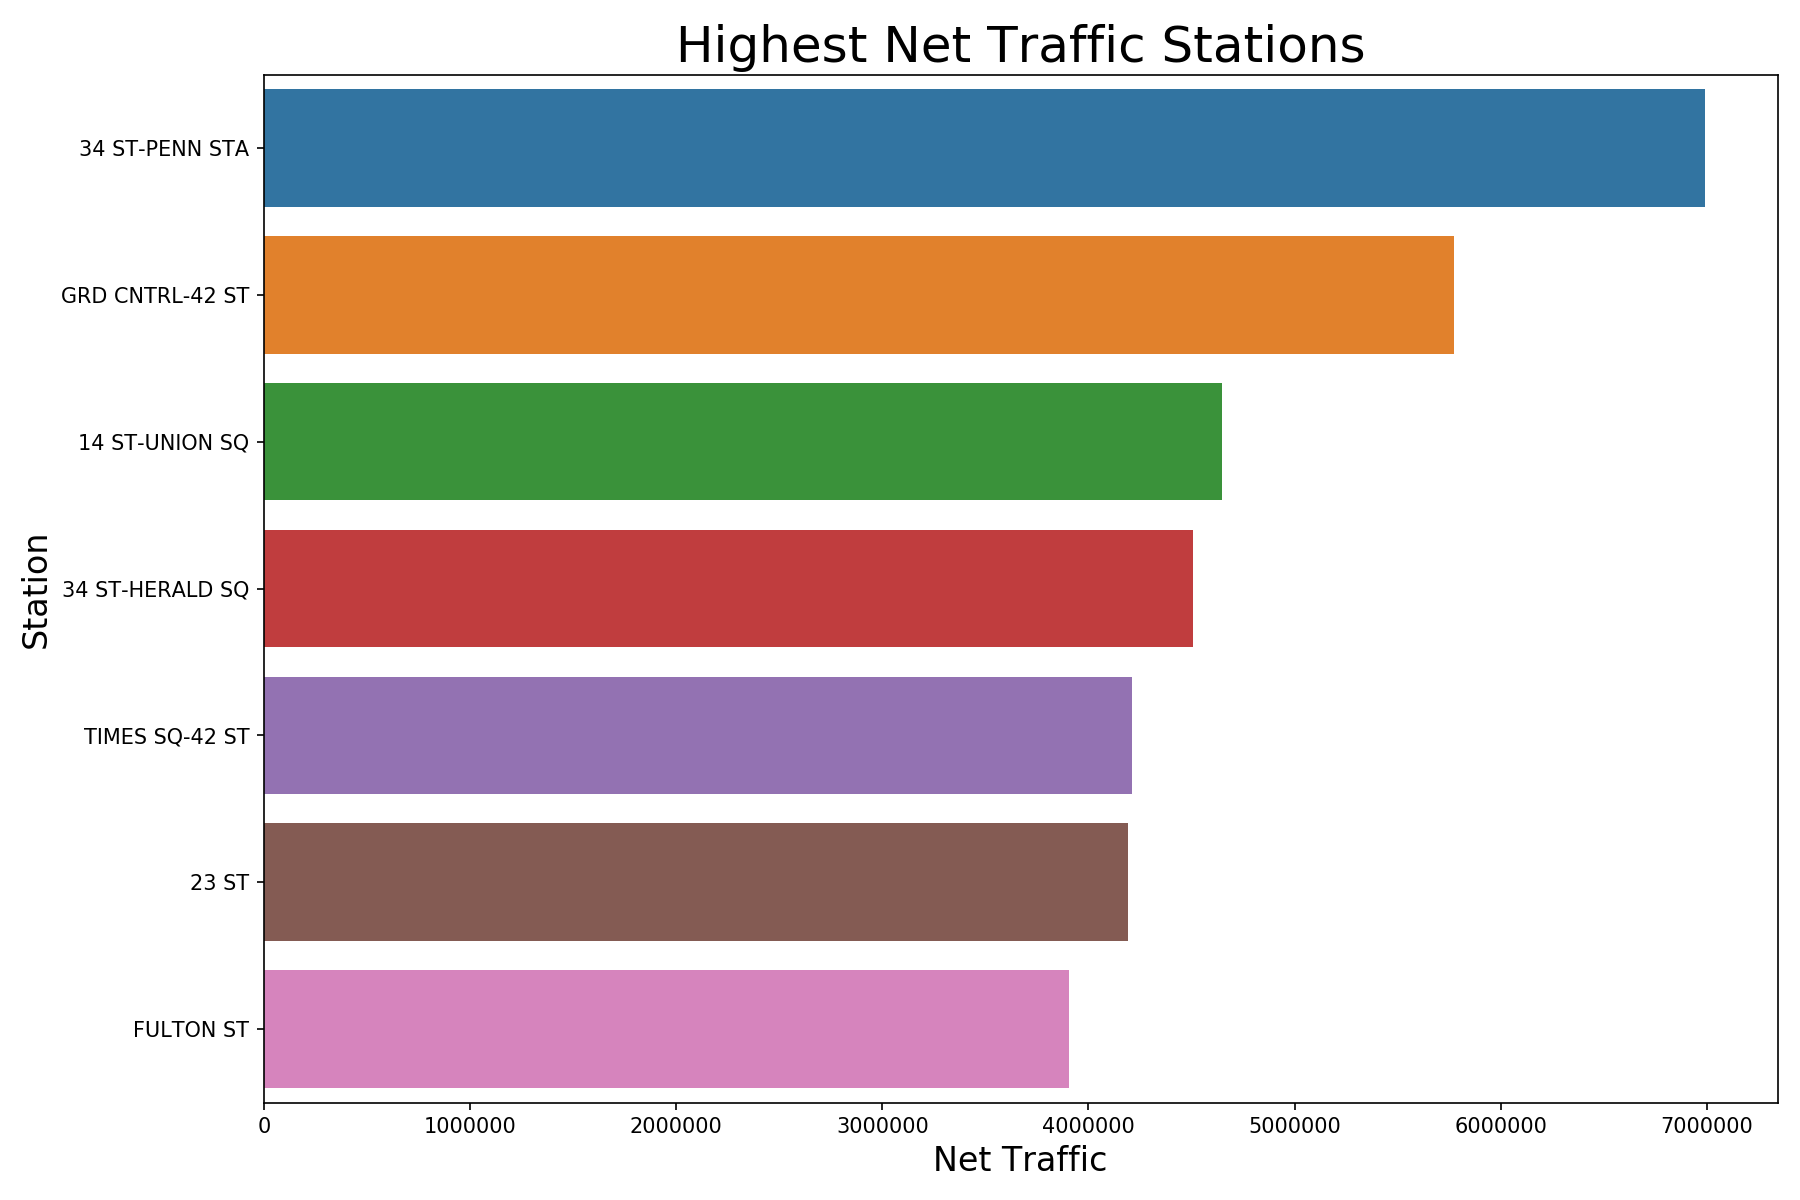 Highest Net Traffic Stations
34 ST-PENN STA
GRD CNTRL-42 ST
14 ST-UNION SQ
34 ST-HERALD SQ
TIMES SQ-42 ST
23 ST
FULTON ST
Station
0 1000000 2000000 3000000 4000000 5000000 6000000 7000000
Net Traffic